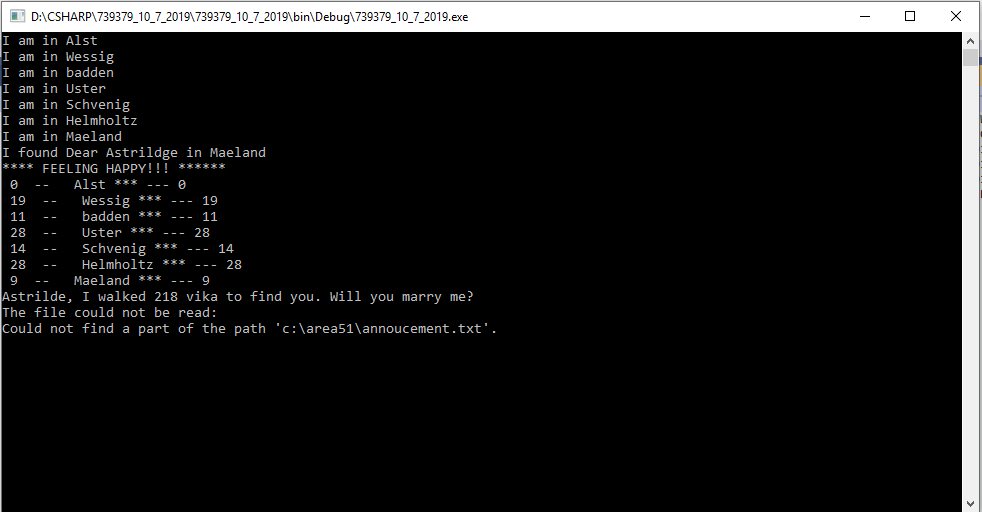 D:\CSHARP\739379_10_7_2019\739379_10_7_2019\bin\Debug\739379_10_7_2019.exe
I am in Alst
I am in Wessig
I am in badden
I am in Uster
I am in Schvenig
I am in Helmholtz
I am in Maeland
I found Dear Astrildge in Maeland
**** FEELING HAPPY!!! ******
 0  --   Alst *** --- 0
 19  --   Wessig *** --- 19
 11  --   badden *** --- 11
 28  --   Uster *** --- 28
 14  --   Schvenig *** --- 14
 28  --   Helmholtz *** --- 28
 9  --   Maeland *** --- 9
Astrilde, I walked 218 vika to find you. Will you marry me?
The file could not be read:
Could not find a part of the path 'c:\area51\annoucement.txt'.